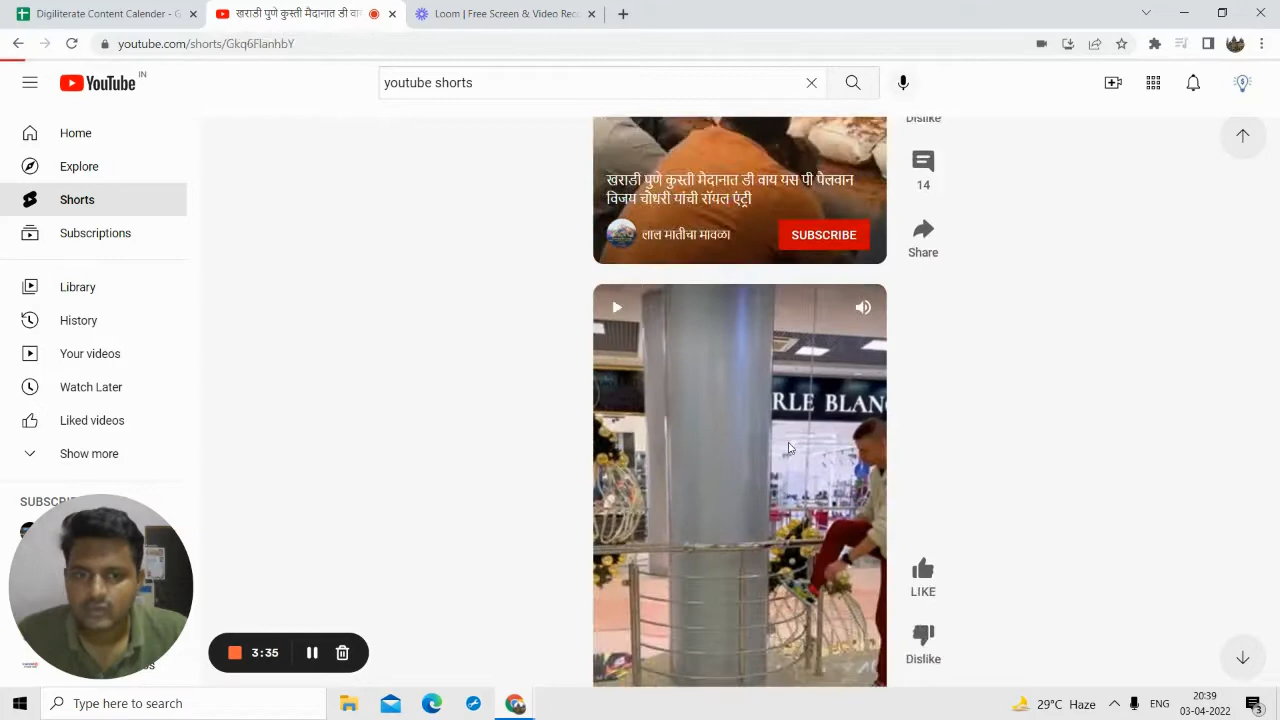 Digiliterate Content Calendar - G
खराडी पुणे कुस्ती मैदानात डी वा
Loom | Free Screen & Video Rec
youtube.com/shorts/Gkq6FlanhbY
YouTube IN
youtube shorts
Home
Explore
Shorts
Subscriptions
Library
History
Your videos
Watch Later
Liked videos
Show more
SUBSC
खराडी पुणे कुस्ती मैदानात डी वाय यस पी पैलवान
विजय चोधरी यांची रॉयल एंट्री
लाल मातीचा मावळा
SUBSCRIBE
Dislike
14
Share
RLE BLANC
LIKE
Dislike
3:35
Type here to search
29°C Haze
ENG
20:39
03-04-2022
3